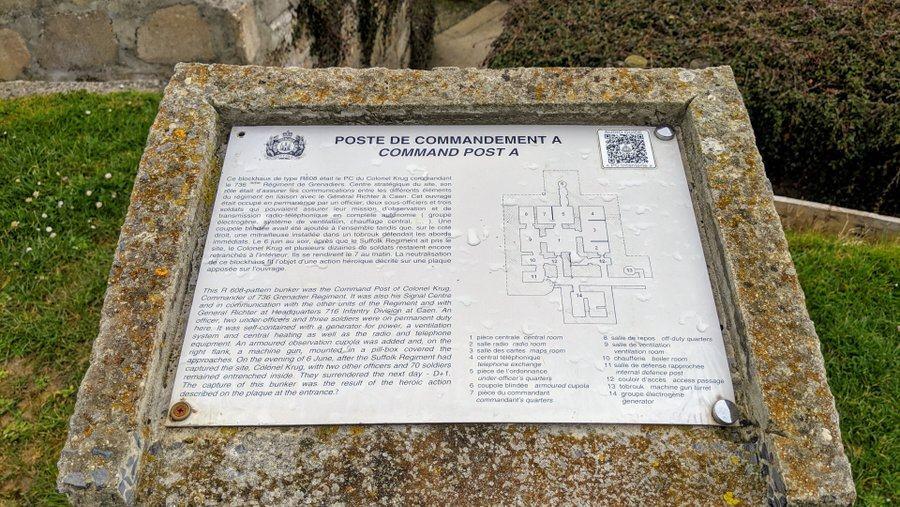 POSTE DE COMMANDEMENT A
COMMAND POST A
Ce blockhaus de type R608 était le PC du Colonel Krug commandant
le 736 ème Régiment de Grenadiers. Centre stratégique du site, son
rôle était d'assurer les communications entre les différents éléments
du régiment en liaison avec le Général Richter à Caen. Cet ouvrage
était occupé en permanence par un officier, deux sous-officiers et trois
soldats qui pouvaient assurer leur mission d'observation et de
transmission radio-téléphonique en complète autonomie ( groupe
électrogène, système de ventilation, chauffage central, ). Une
coupole blindée avait été ajoutée à l'ensemble tandis que, sur le coté
droit, une mitrailleuse installée dans un tobrouk défendait les abords
immédiats. Le 6 juin au soir, après que le Suffolk Regiment ait pris le
site, le Colonel Krug et plusieurs dizaines de soldats restaient encore
retranchés à l'intérieur. Ils se rendirent le 7 au matin. La neutralisation
de ce blockhaus fit l'objet d'une action héroïque décrite sur une plaque
apposée sur l'ouvrage.
This R 608-pattern bunker was the Command Post of Colonel Krug,
Commander of 736 Grenadier Regiment. It was also his Signal Centre
and in communication with the other units of the Regiment and with
General Richter at Headquarters 716 Infantry Division at Caen. An
officer, two under-officers and three soldiers were on permanent duty
here. It was self-contained with a generator for power, a ventilation
system and central heating as well as the radio and telephone
equipment. An armoured observation cupola was added and, on the
right flank, a machine gun, mounted in a pill-box covered the
approaches. On the evening of 6 June, after the Suffolk Regiment had
captured the site, Colonel Krug, with two other officers and 70 soldiers
remained entrenched inside. They surrendered the next day - D+1.
The capture of this bunker was the result of the heroic action
described on the plaque at the entrance.
1 pièce centrale central room
2 salle radio radio room
3 salle des cartes maps room
central téléphonique
telephone exchange
5 pièce de l'ordonnance
under-officer's quarters
6 coupole blindée armoured cupola
7 pièce du commandant
commandant's quarters
8 salle de repos off-duty quarters
9 salle de ventilation
ventilation room
10 chaufferie boiler room
11 salle de défense rapprochée
internal defence post
12 couloir d'accès access passage
13 tobrouk machine gun turret
14 groupe électrogène
generator